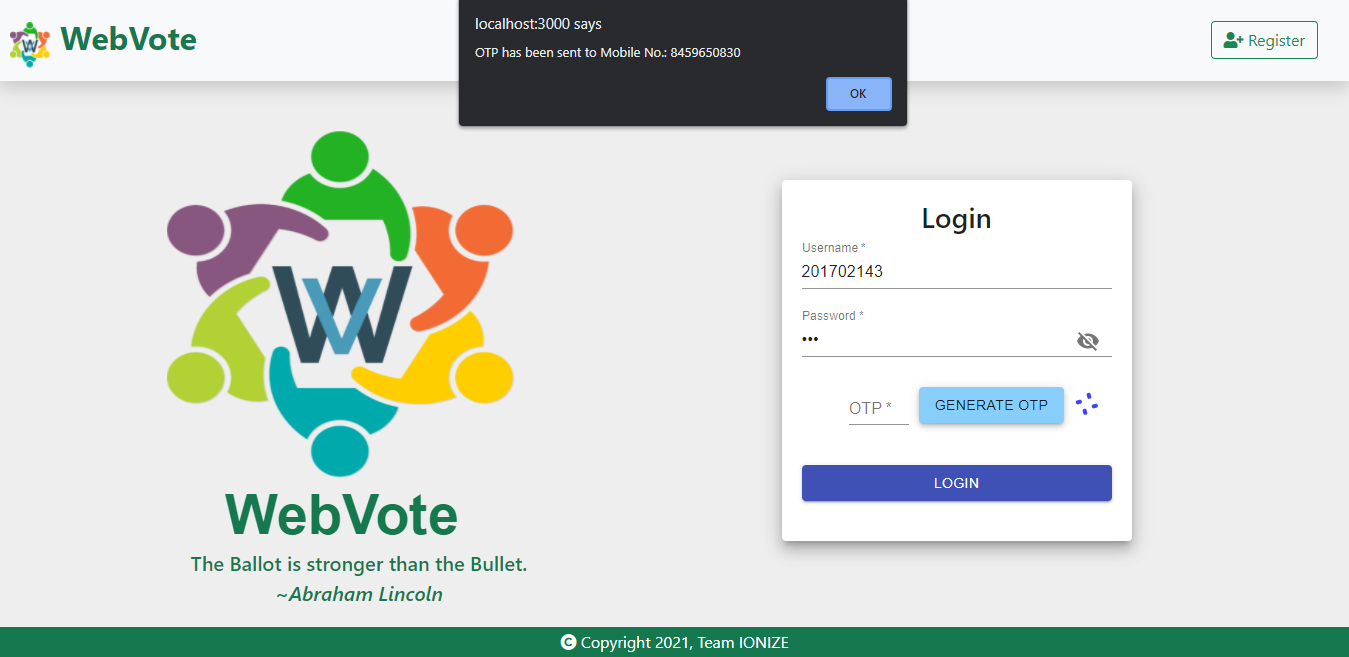 WebVote
localhost:3000 says
OTP has been sent to Mobile No.: 8459650830
OK
Register
W
WebVote
The Ballot is stronger than the Bullet.
~Abraham Lincoln
Login
Username *
201702143
Password *
•••
OTP *
GENERATE OTP
LOGIN
Copyright 2021, Team IONIZE